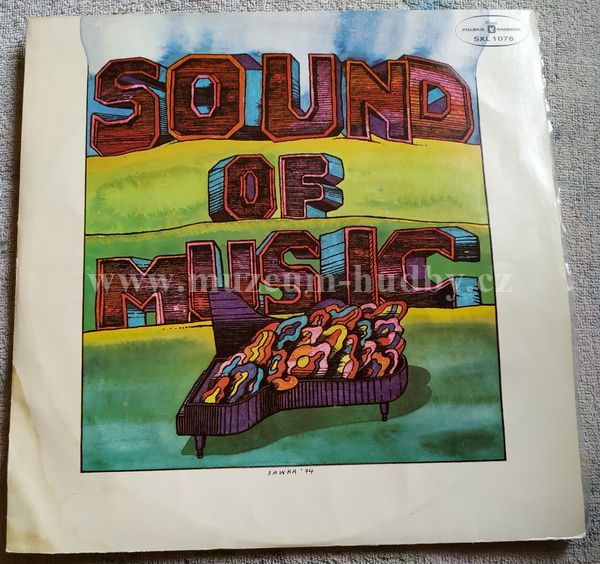 POLSKIE NAGRANIA
SXL 1076
SOUND
OF
MUSIC
www.muzeum-hudby.cz
SAWKA '74